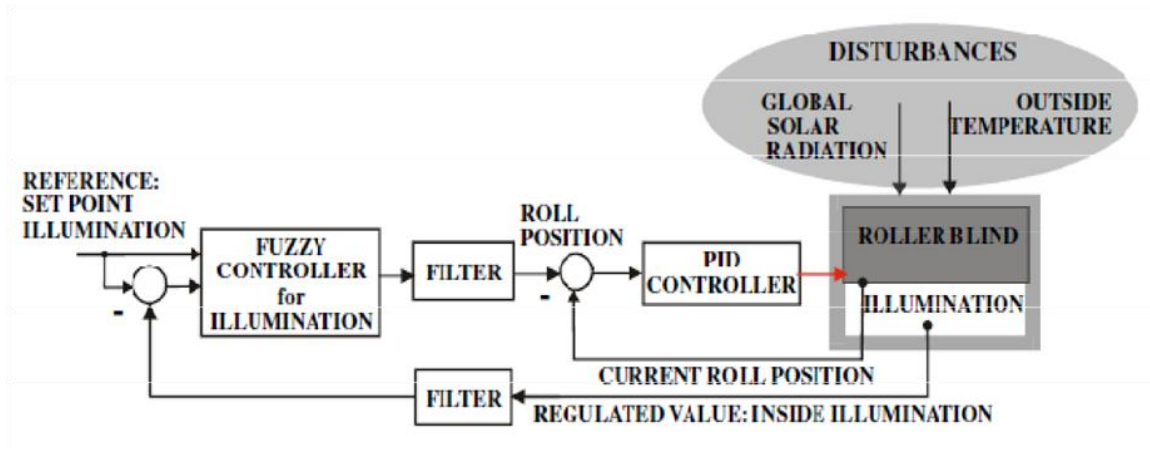 DISTURBANCES
GLOBAL
SOLAR
RADIATION
OUTSIDE
TEMPERATURE
REFERENCE:
SET POINT
ILLUMINATION
FUZZY
CONTROLLER
for
ILLUMINATION
FILTER
ROLL
POSITION
PID
CONTROLLER
ROLLER BLIND
ILLUMINATION
-
-
CURRENT ROLL POSITION
FILTER
REGULATED VALUE: INSIDE ILLUMINATION